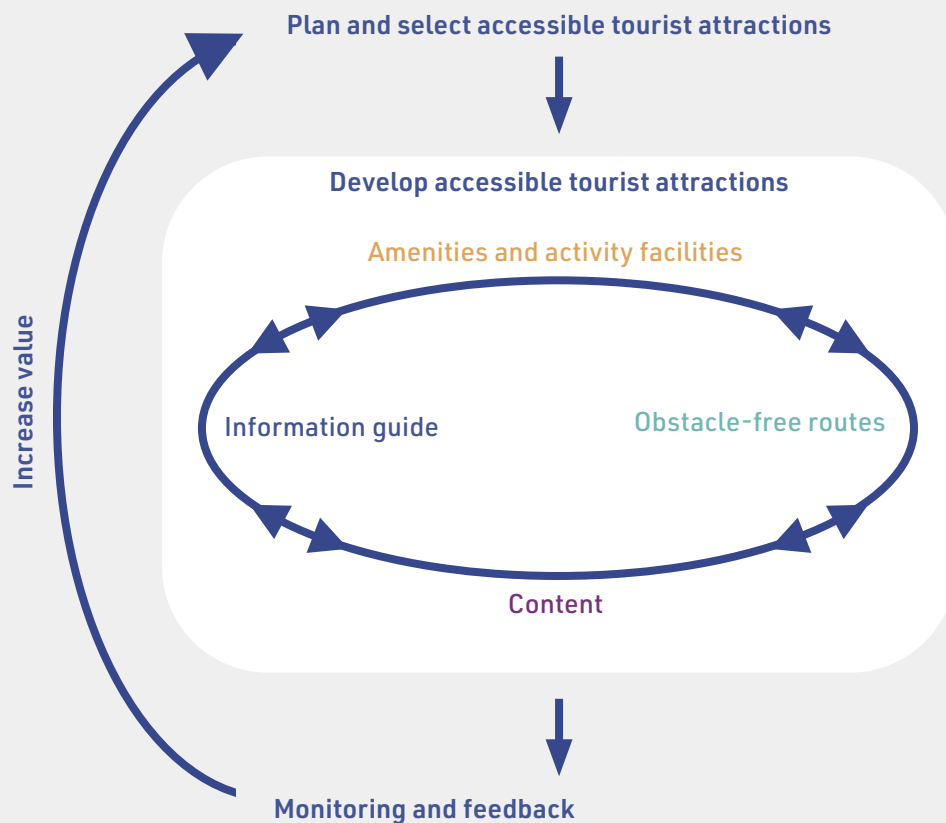 Plan and select accessible tourist attractions
Develop accessible tourist attractions
Amenities and activity facilities
Increase value
Information guide
Obstacle-free routes
Content
Monitoring and feedback